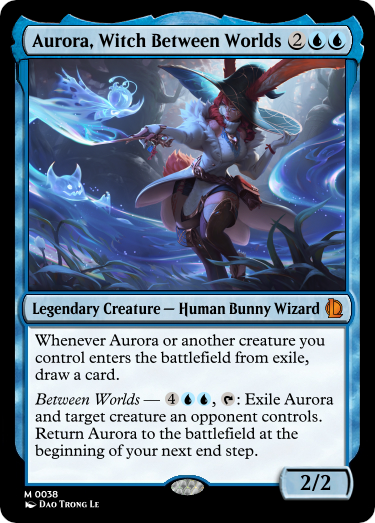 Aurora, Witch Between Worlds 2
Legendary Creature — Human Bunny Wizard
Whenever Aurora or another creature you
control enters the battlefield from exile,
draw a card.
Between Worlds — 4 , : Exile Aurora
and target creature an opponent controls.
Return Aurora to the battlefield at the
beginning of your next end step.
2/2
M 0038
Dao Trong Le